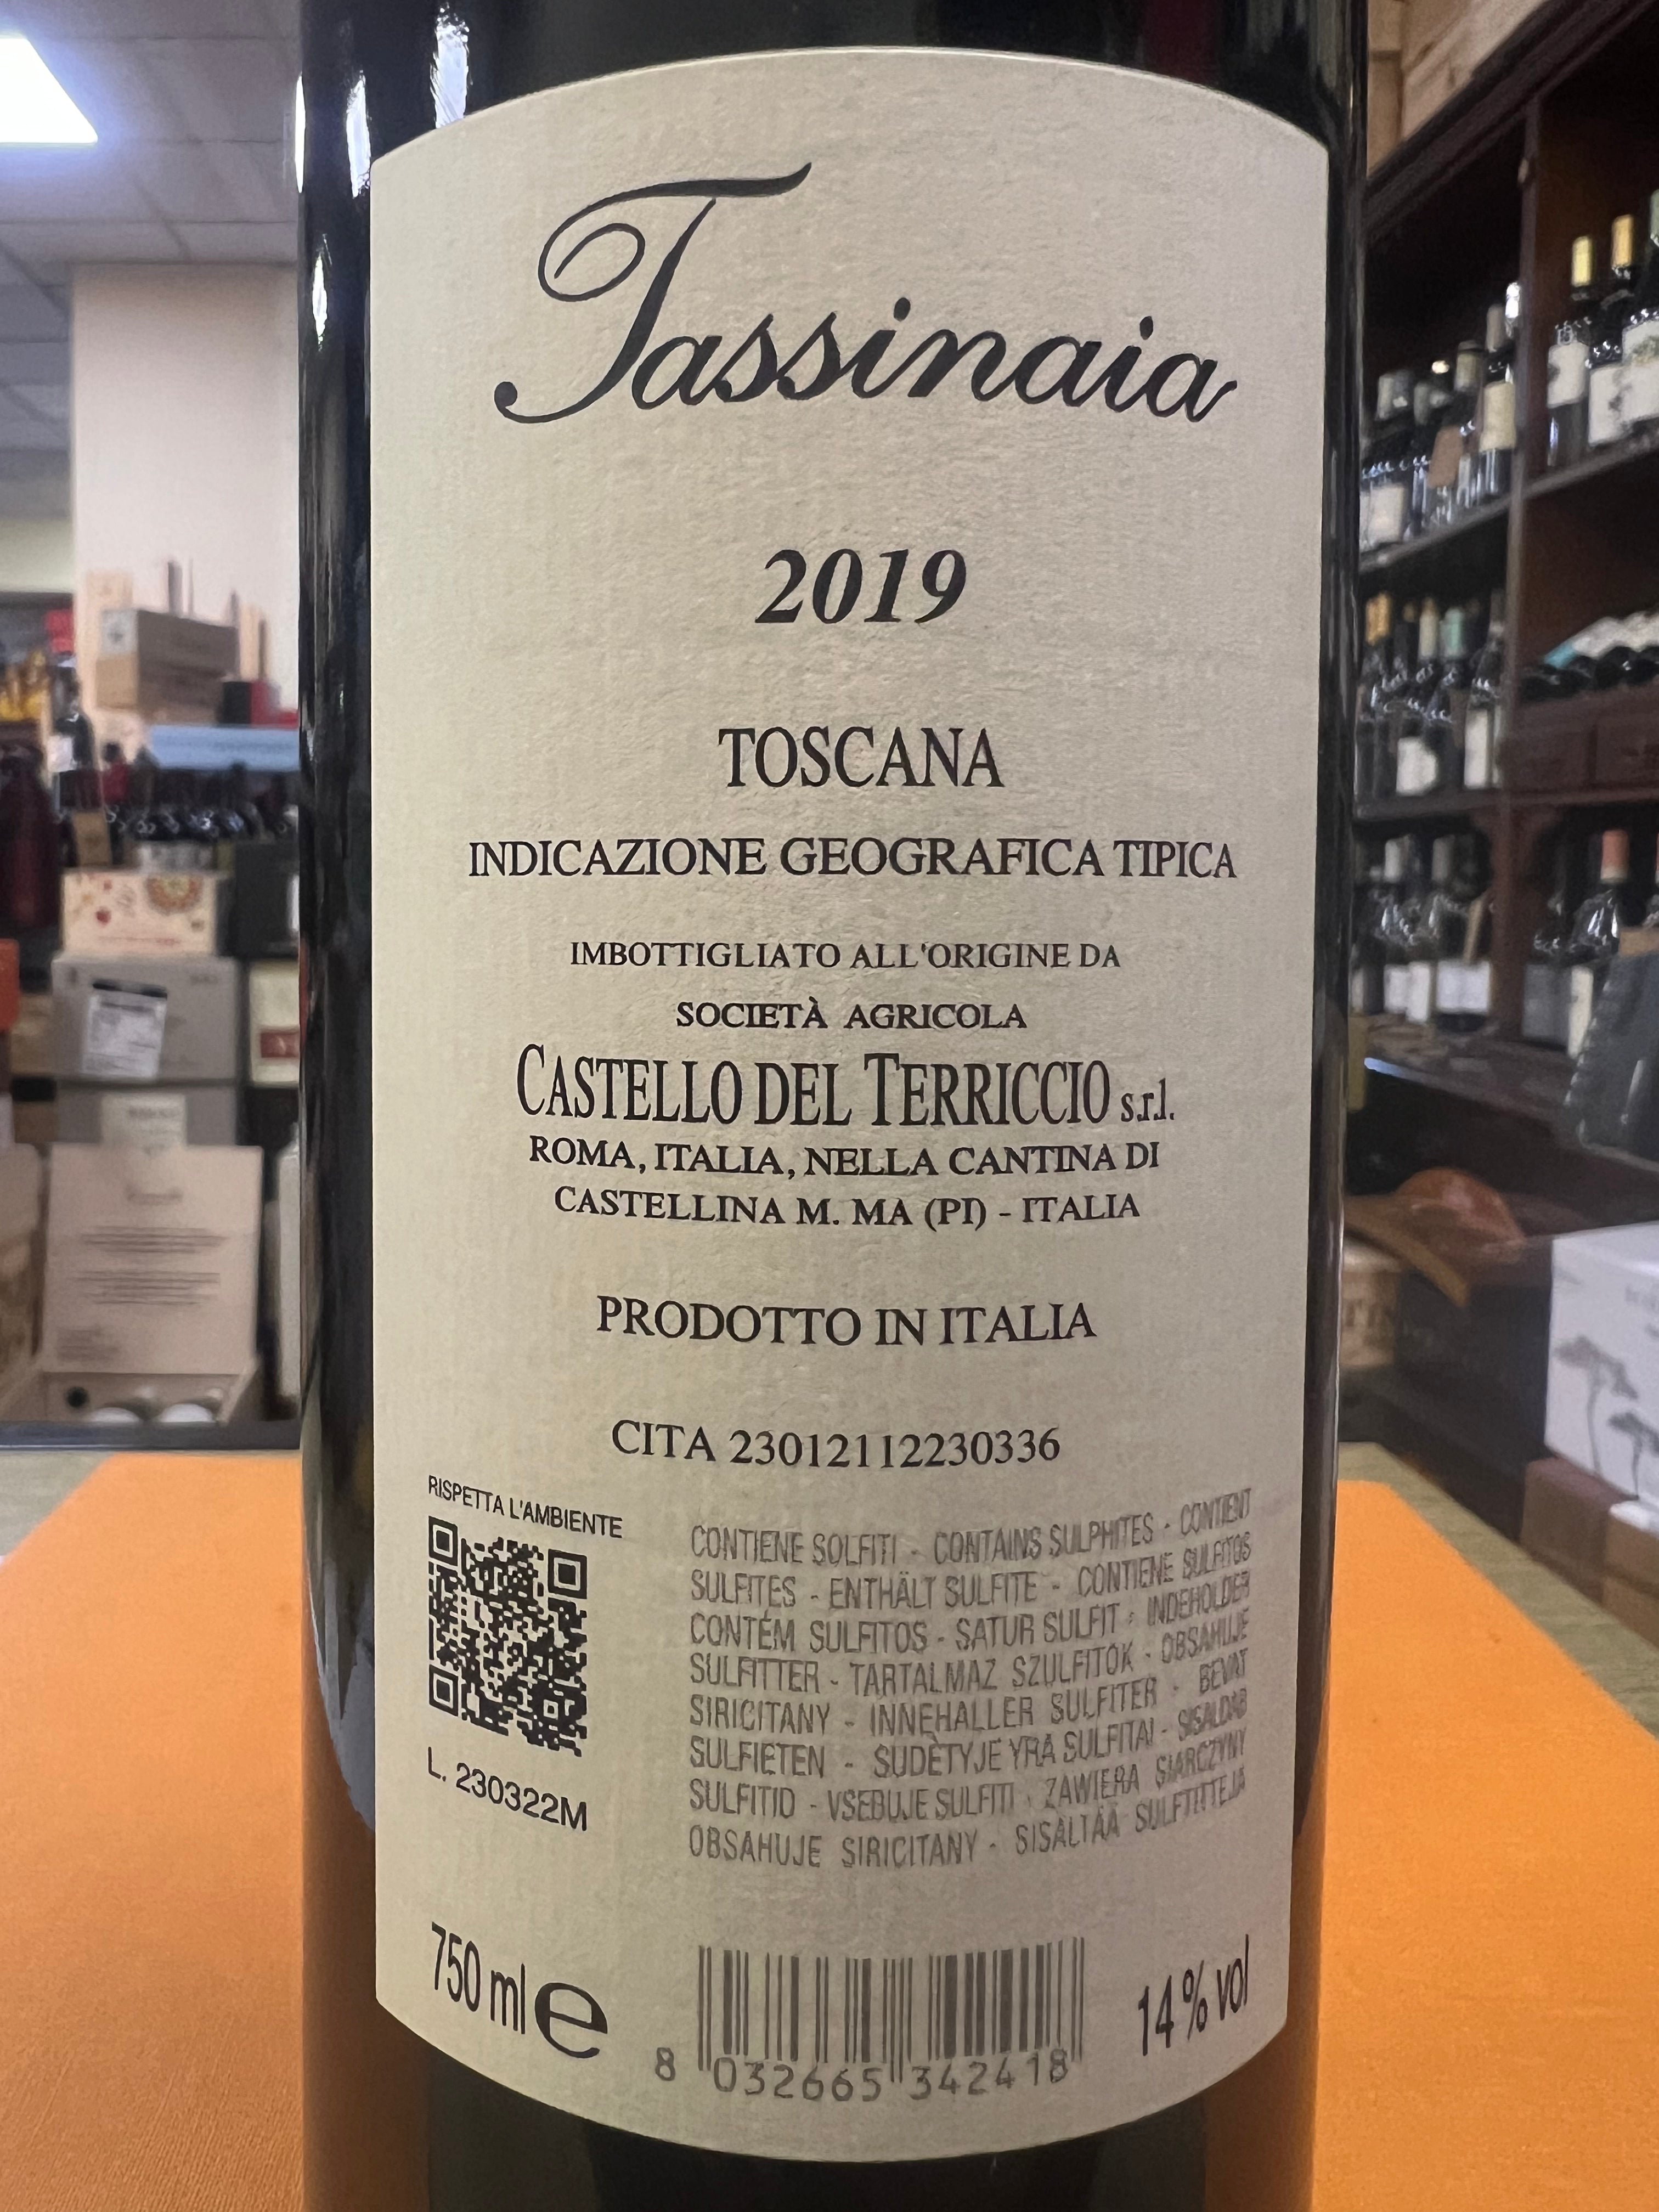 Tassinaia
2019
TOSCANA
INDICAZIONE GEOGRAFICA TIPICA
IMBOTTIGLIATO ALL'ORIGINE DA
SOCIETÀ AGRICOLA
CASTELLO DEL TERRICCIO s.r.l.
ROMA, ITALIA, NELLA CANTINA DI
CASTELLINA M. MA (PI) - ITALIA
PRODOTTO IN ITALIA
CITA 23012112230336
RISPETTA L'AMBIENTE
L. 230322M
CONTIENE SOLFITI - CONTAINS SULPHITES - CONTIENT
SULFITES - ENTHÄLT SULFITE - CONTIENE SULFITOS
CONTÉM SULFITOS - SATUR SULFIT - INDEHOLDER
SULFITTER - TARTALMAZ SZULFITOK - OBSAHUJE
SIRICITANY - INNEHALLER SULFITER - BEVAT
SULFIETEN - SUDĖTYJE YRA SULFITAI - SISALDAB
SULFITID - VSEBUJE SULFITI - ZAWIERA SIARCZYNY
OBSAHUJE SIRICITANY - SISÄLTÄÄ SULFTITTEJA
750 ml e
8 032665 342418
14% vol